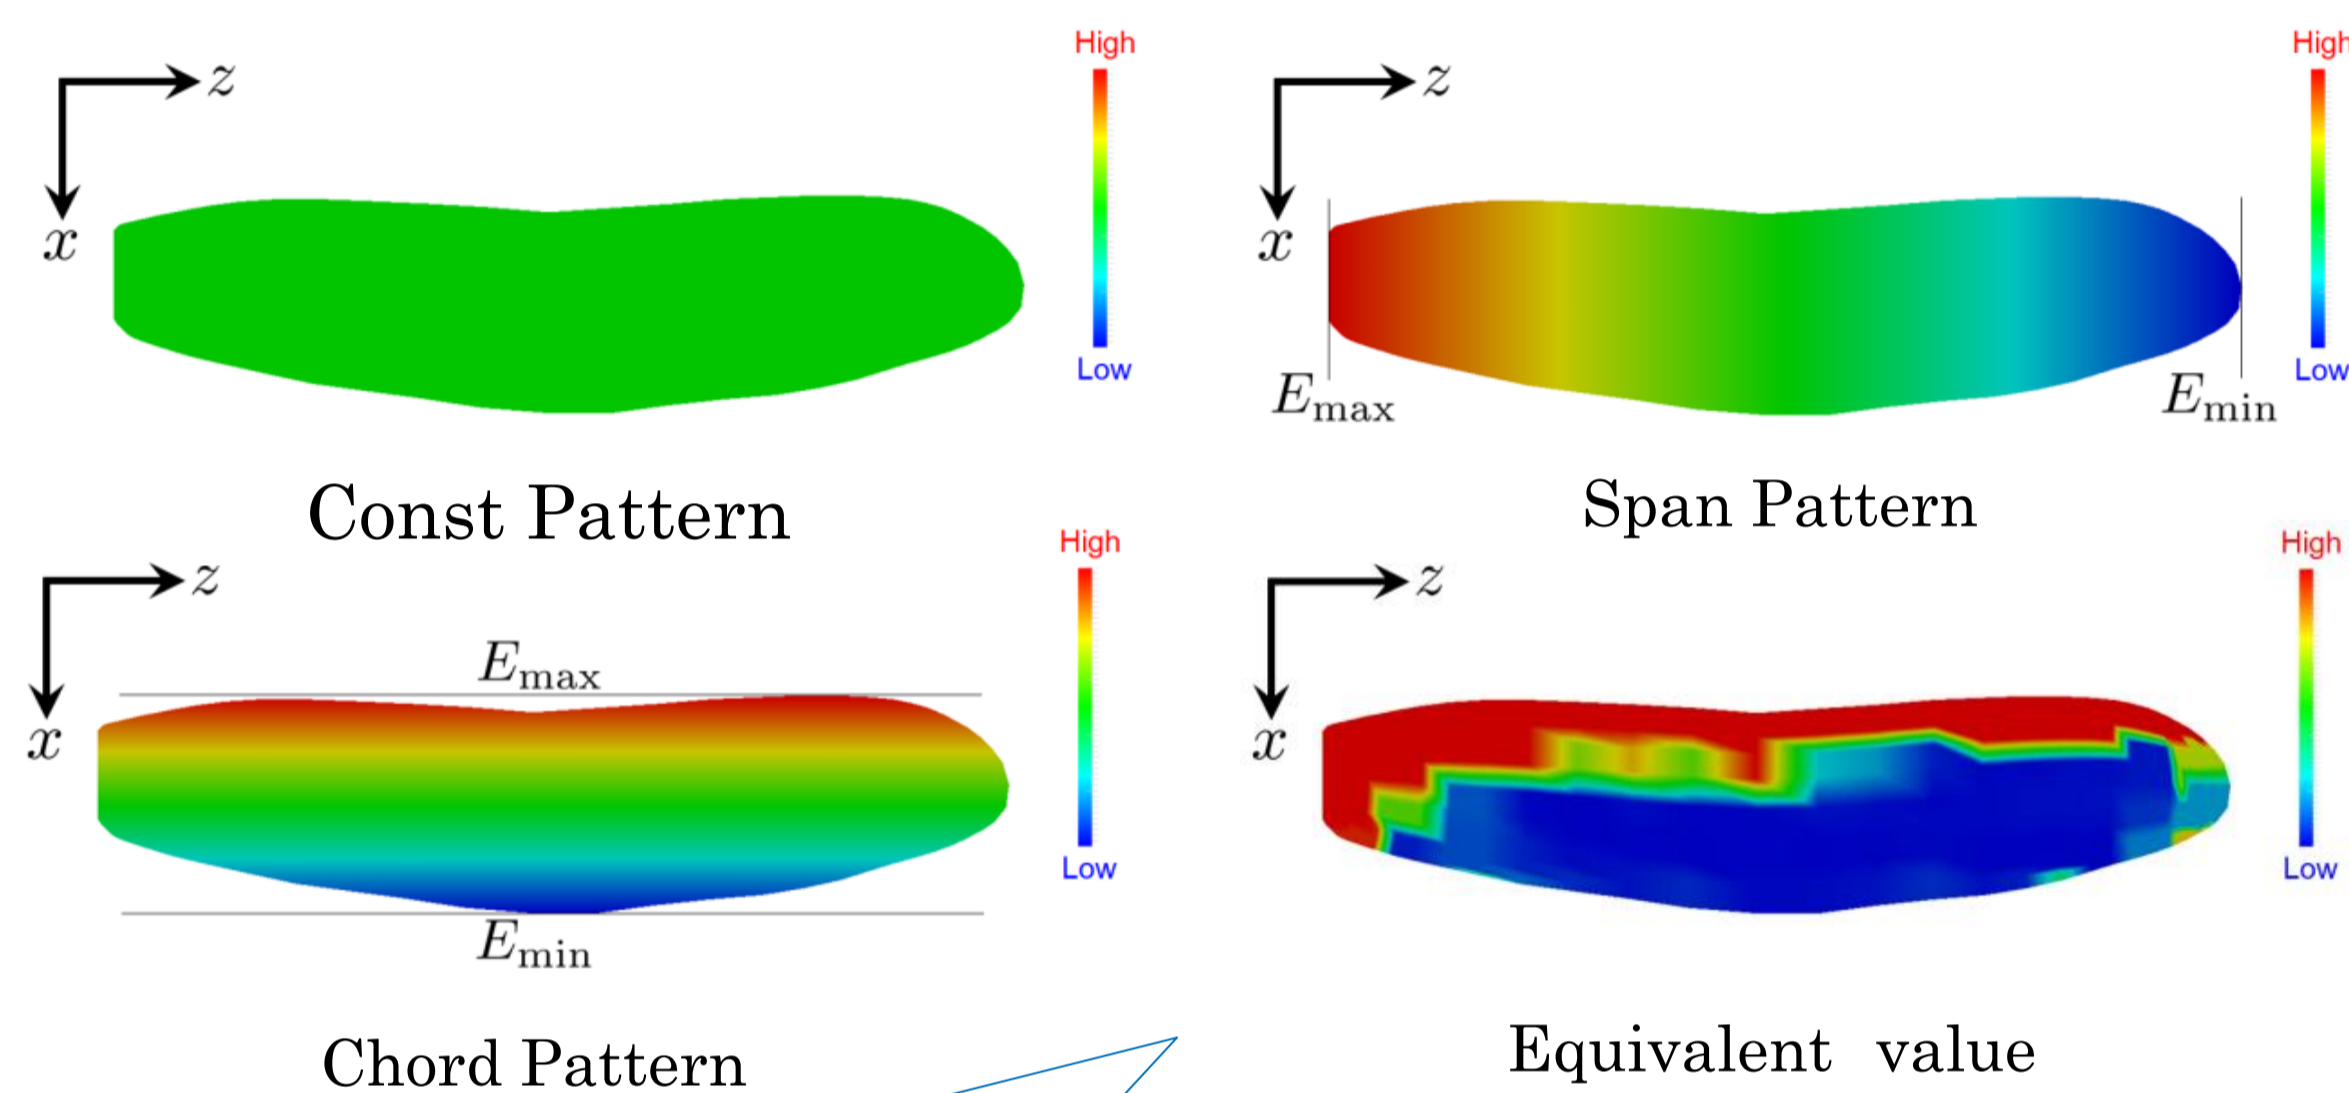 High
z
x
Low
Const Pattern
High
z
x
Low
E_max
E_min
Span Pattern
High
z
x
E_max
Low
E_min
Chord Pattern
High
z
x
Low
Equivalent value